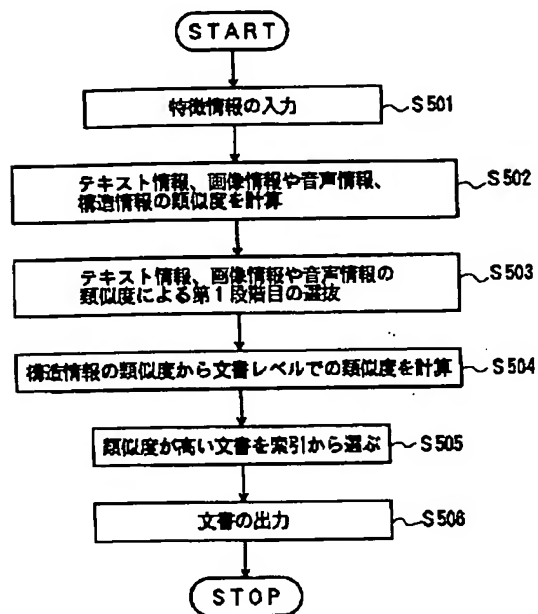 START
特徴情報の入力
S501
テキスト情報、画像情報や音声情報、
構造情報の類似度を計算
S502
テキスト情報、画像情報や音声情報の
類似度による第1段階目の選抜
S503
構造情報の類似度から文書レベルでの類似度を計算
S504
類似度が高い文書を索引から選ぶ
S505
文書の出力
S506
STOP